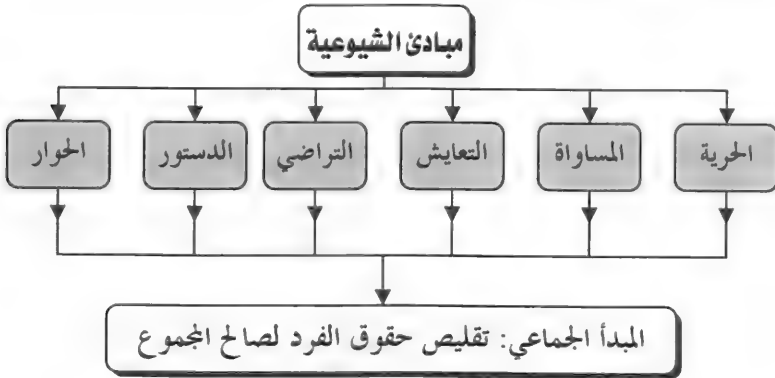 مبادئ الشيوعية
الحرية
المساواة
التعايش
التراضي
الدستور
الحوار
المبدأ الجماعي: تقليص حقوق الفرد لصالح المجموع